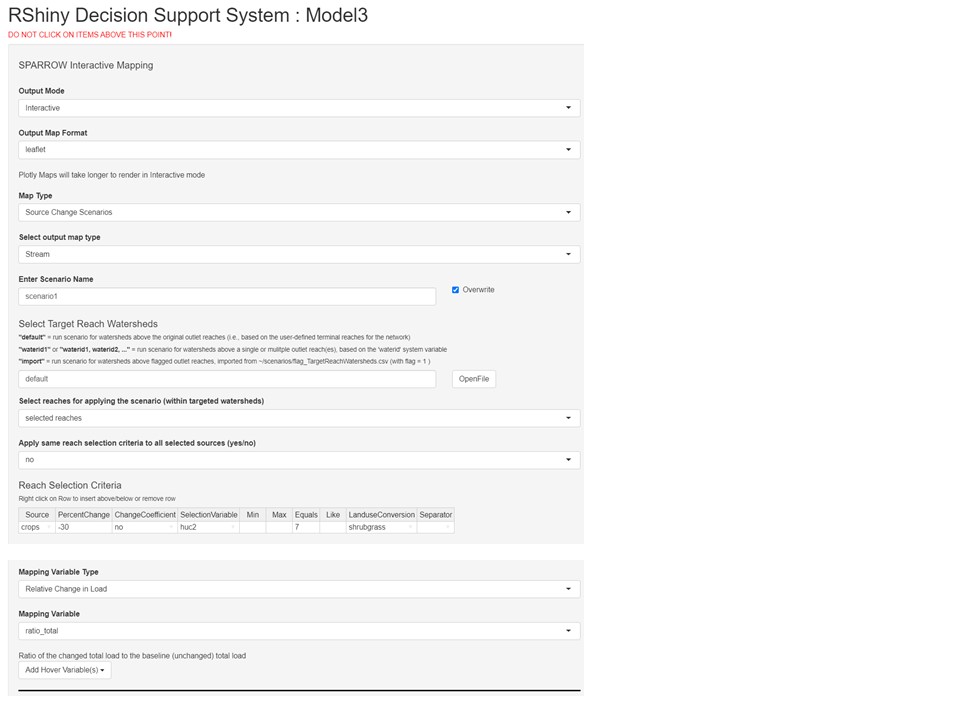 RShiny Decision Support System : Model3
DO NOT CLICK ON ITEMS ABOVE THIS POINT!
SPARROW Interactive Mapping
Output Mode
Interactive
Output Map Format
leaflet
Plotly Maps will take longer to render in Interactive mode
Map Type
Source Change Scenarios
Select output map type
Stream
Enter Scenario Name
scenario1
Overwrite
Select Target Reach Watersheds
"default" = run scenario for watersheds above the original outlet reaches (i.e., based on the user-defined terminal reaches for the network)
"waterid1" or "waterid1, waterid2, ..." = run scenario for watersheds above a single or mulitple outlet reach(es), based on the 'waterid' system variable
"import" = run scenario for watersheds above flagged outlet reaches, imported from ~/scenarios/flag_TargetReachWatersheds.csv (with flag = 1 )
default
OpenFile
Select reaches for applying the scenario (within targeted watersheds)
selected reaches
Apply same reach selection criteria to all selected sources (yes/no)
no
Reach Selection Criteria
Right click on Row to insert above/below or remove row
Source PercentChange ChangeCoefficient SelectionVariable Min Max Equals Like LanduseConversion Separator
crops -30 no huc2 7 shrubgrass
Mapping Variable Type
Relative Change in Load
Mapping Variable
ratio_total
Ratio of the changed total load to the baseline (unchanged) total load
Add Hover Variable(s)